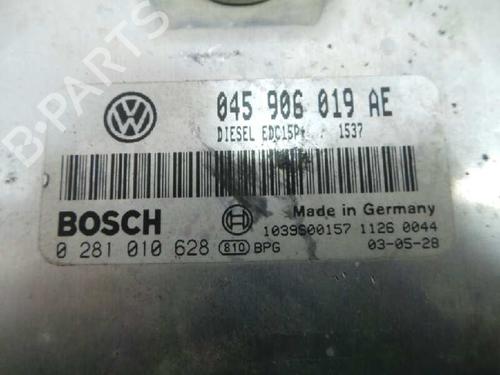 045 906 019 AE
DIESEL EDC15P+ 1537
BOSCH
Made in Germany
1039S00157 1126 0044
0 281 010 628 810 BPG 03-05-28
B-Parts